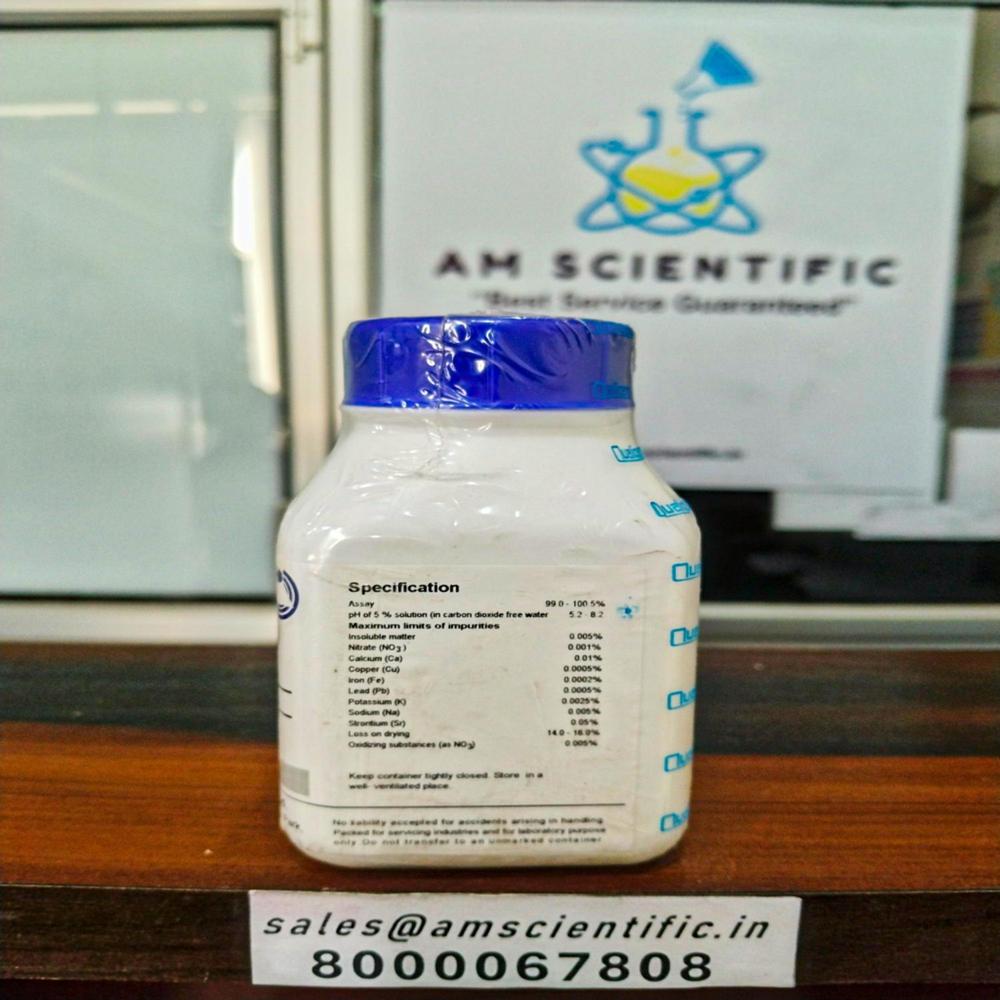 AM SCIENTIFIC
"Best Service Guaranteed"
Specification
Assay 99.0 - 100.5%
pH of 5 % solution (in carbon dioxide free water 5.2 - 8.2
Maximum limits of impurities
Insoluble matter 0.005%
Nitrate (NO3) 0.001%
Calcium (Ca) 0.01%
Copper (Cu) 0.0005%
Iron (Fe) 0.0002%
Lead (Pb) 0.0005%
Potassium (K) 0.0025%
Sodium (Na) 0.005%
Strontium (Sr) 0.05%
Loss on drying 14.0 - 16.0%
Oxidizing substances (as NO3) 0.005%
Keep container tightly closed. Store in a
well- ventilated place.
No liability accepted for accidents arising in handling
Packed for servicing industries and for laboratory purpose
only Do not transfer to an unmarked container
sales@amscientific.in
8000067808